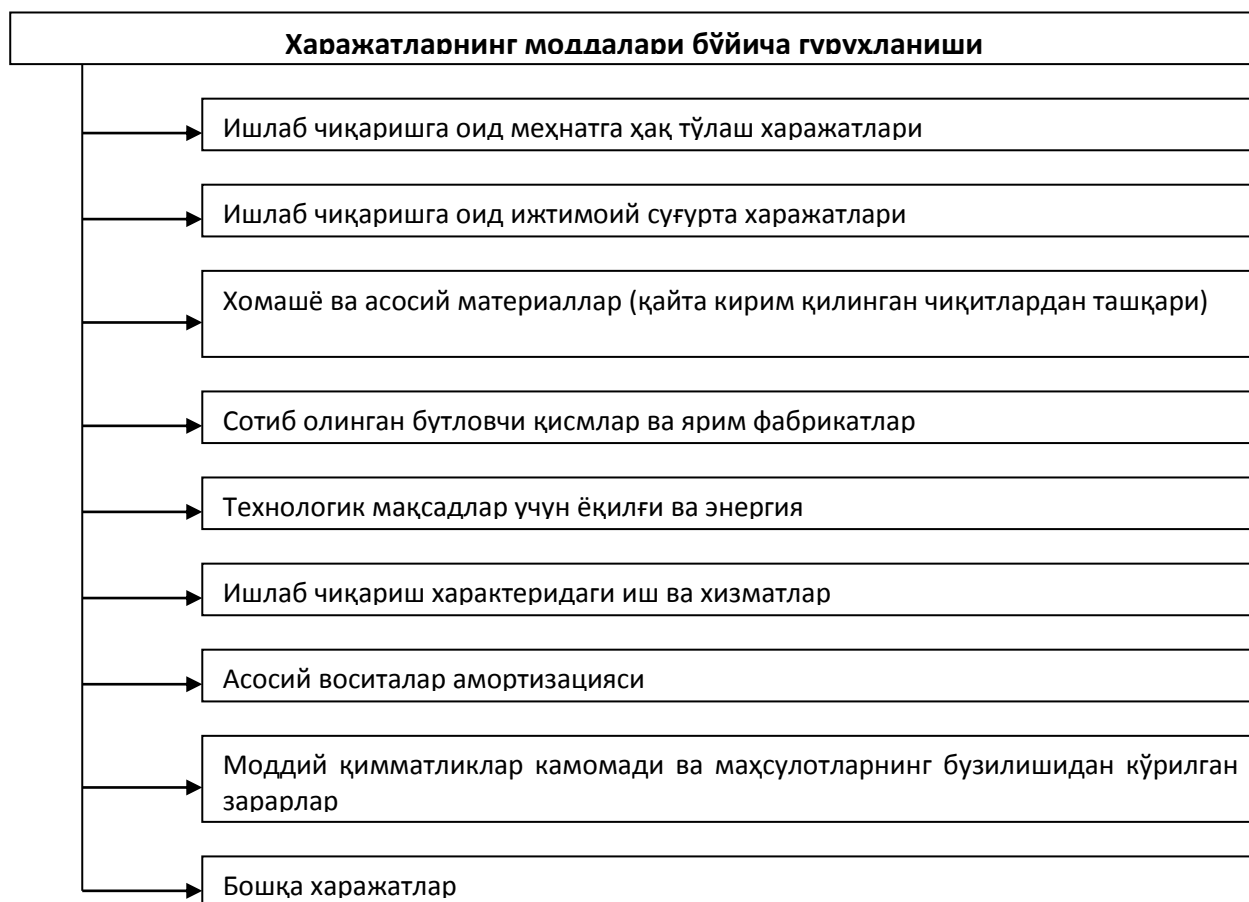 Харажатларнинг моддалари бўйича гуруҳланиши
Ишлаб чиқаришга оид меҳнатга ҳақ тўлаш харажатлари
Ишлаб чиқаришга оид ижтимоий суғурта харажатлари
Хомашё ва асосий материаллар (қайта кирим қилинган чиқитлардан ташқари)
Сотиб олинган бутловчи қисмлар ва ярим фабрикатлар
Технологик мақсадлар учун ёқилғи ва энергия
Ишлаб чиқариш характеридаги иш ва хизматлар
Асосий воситалар амортизацияси
Моддий қимматликлар камомади ва маҳсулотларнинг бузилишидан кўрилган
зарарлар
Бошқа харажатлар